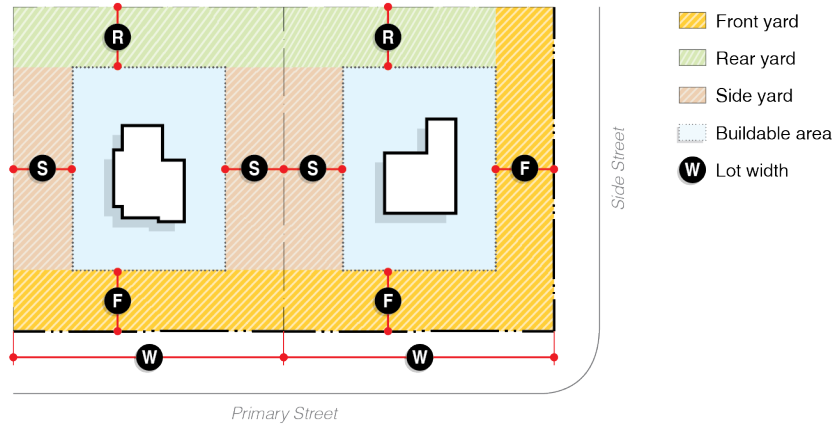 R
R
S
S
S
F
F
F
W
W
Primary Street
Side Street
Front yard
Rear yard
Side yard
Buildable area
W Lot width